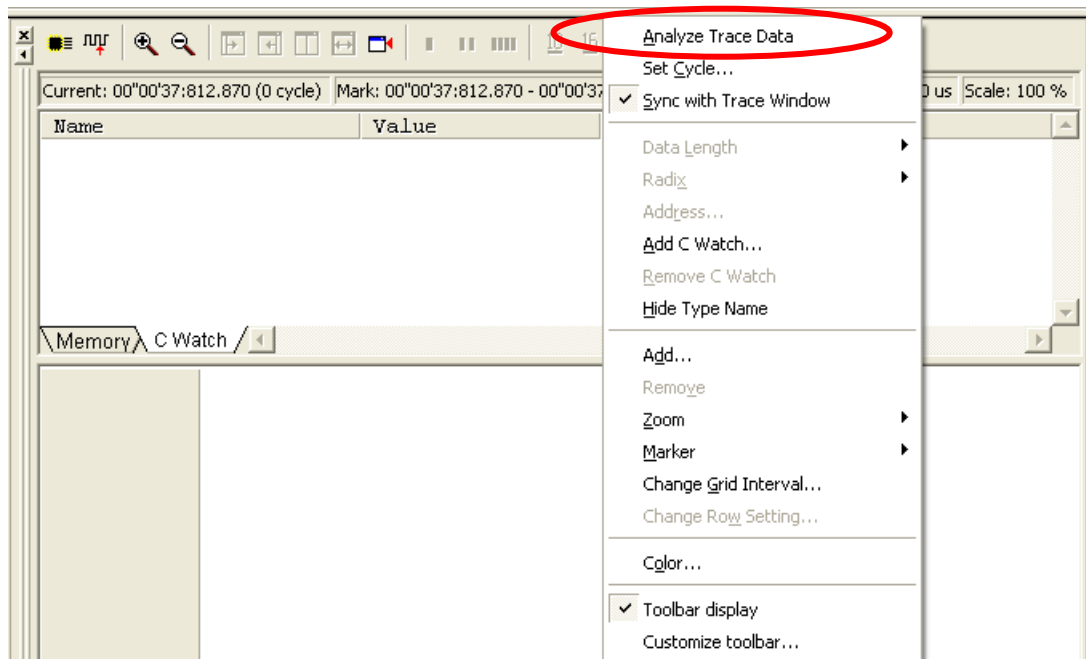 Current: 00"00'37:812.870 (0 cycle) Mark: 00"00'37:812.870 - 00"00'37 0 us Scale: 100 %
Name Value
Memory C Watch
Analyze Trace Data
Set Cycle...
Sync with Trace Window
Data Length
Radix
Address...
Add C Watch...
Remove C Watch
Hide Type Name
Add...
Remove
Zoom
Marker
Change Grid Interval...
Change Row Setting...
Color...
Toolbar display
Customize toolbar...